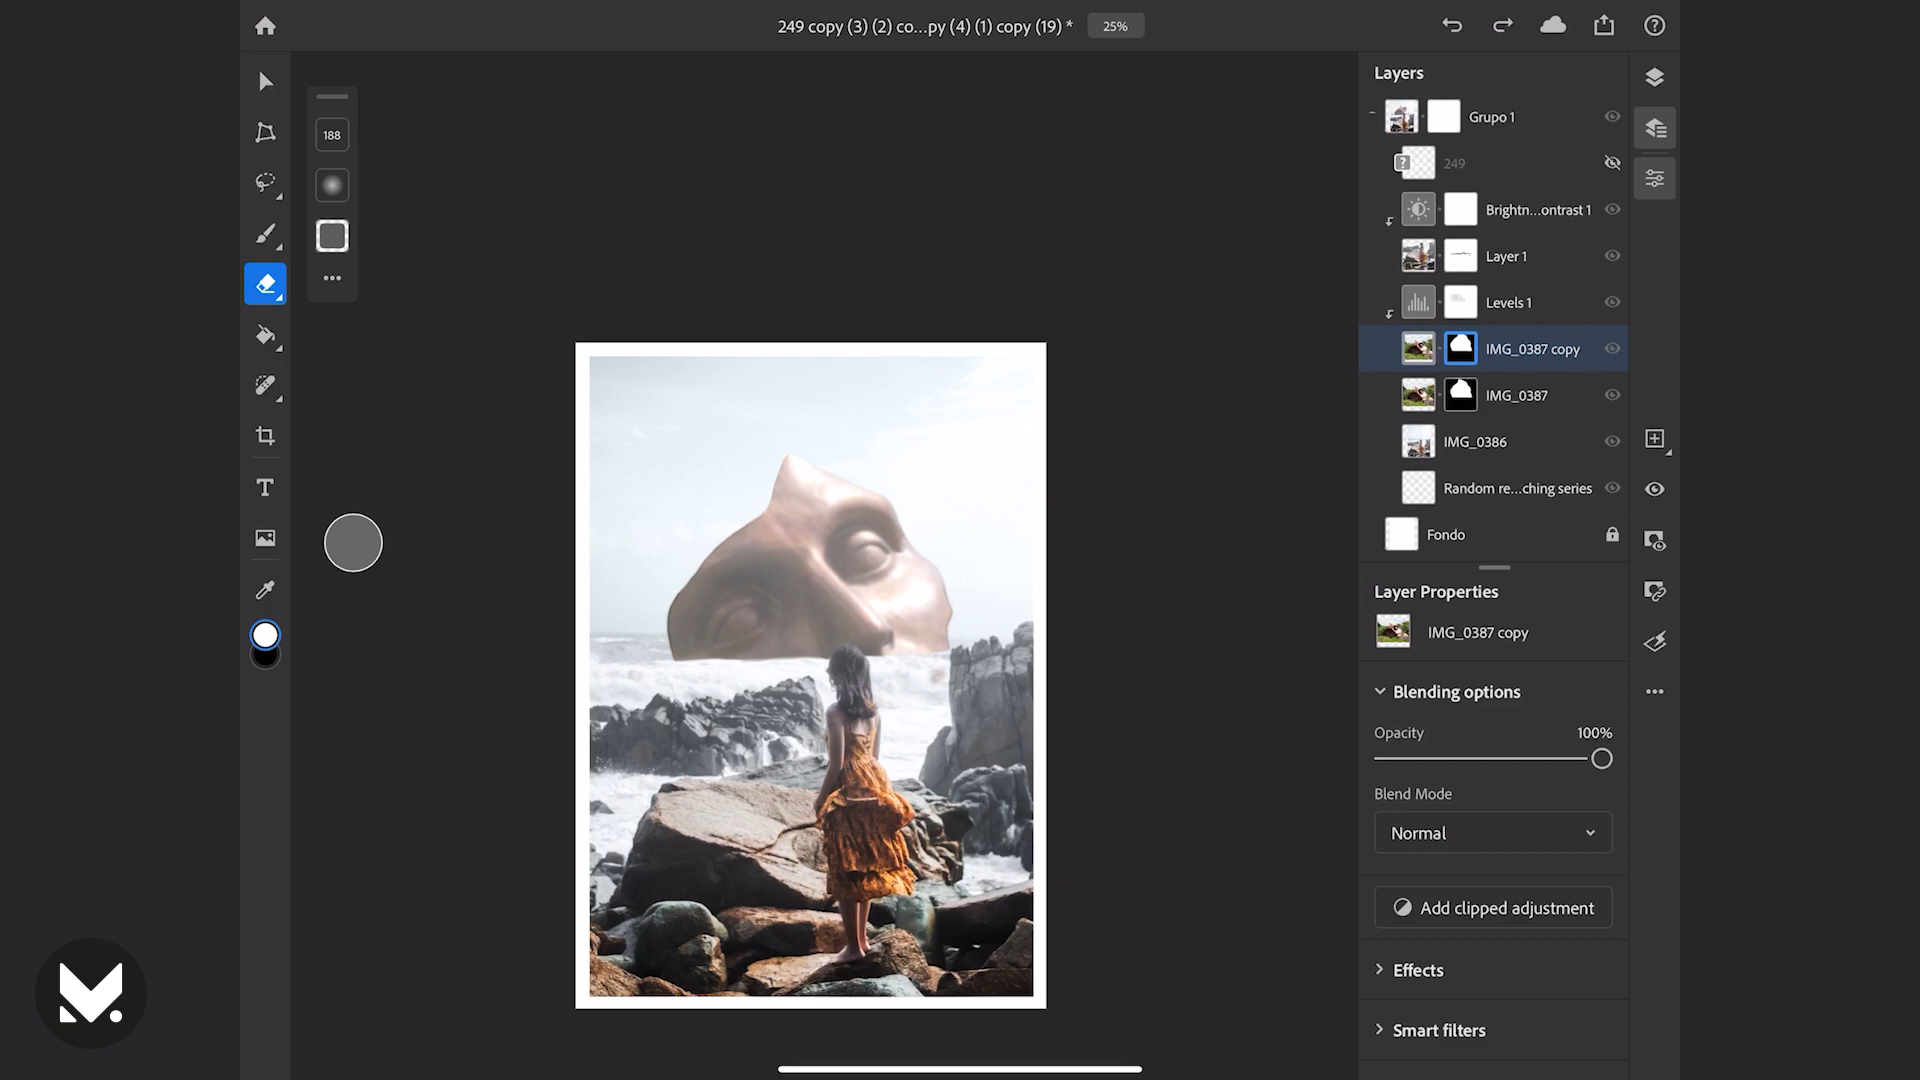 249 copy (3) (2) co...py (4) (1) copy (19) *
25%
188
T
Layers
Grupo 1
249
Brightn...ontrast 1
Layer 1
Levels 1
IMG_0387 copy
IMG_0387
IMG_0386
Random re...ching series
Fondo
Layer Properties
IMG_0387 copy
Blending options
Opacity
100%
Blend Mode
Normal
Add clipped adjustment
Effects
Smart filters
M.